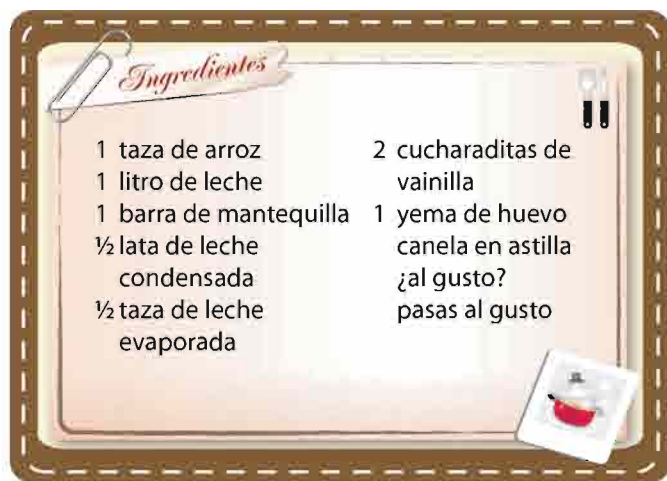 Ingredientes
1 taza de arroz
1 litro de leche
1 barra de mantequilla
½ lata de leche
condensada
½ taza de leche
evaporada
2 cucharaditas de
vainilla
1 yema de huevo
canela en astilla
¿al gusto?
pasas al gusto